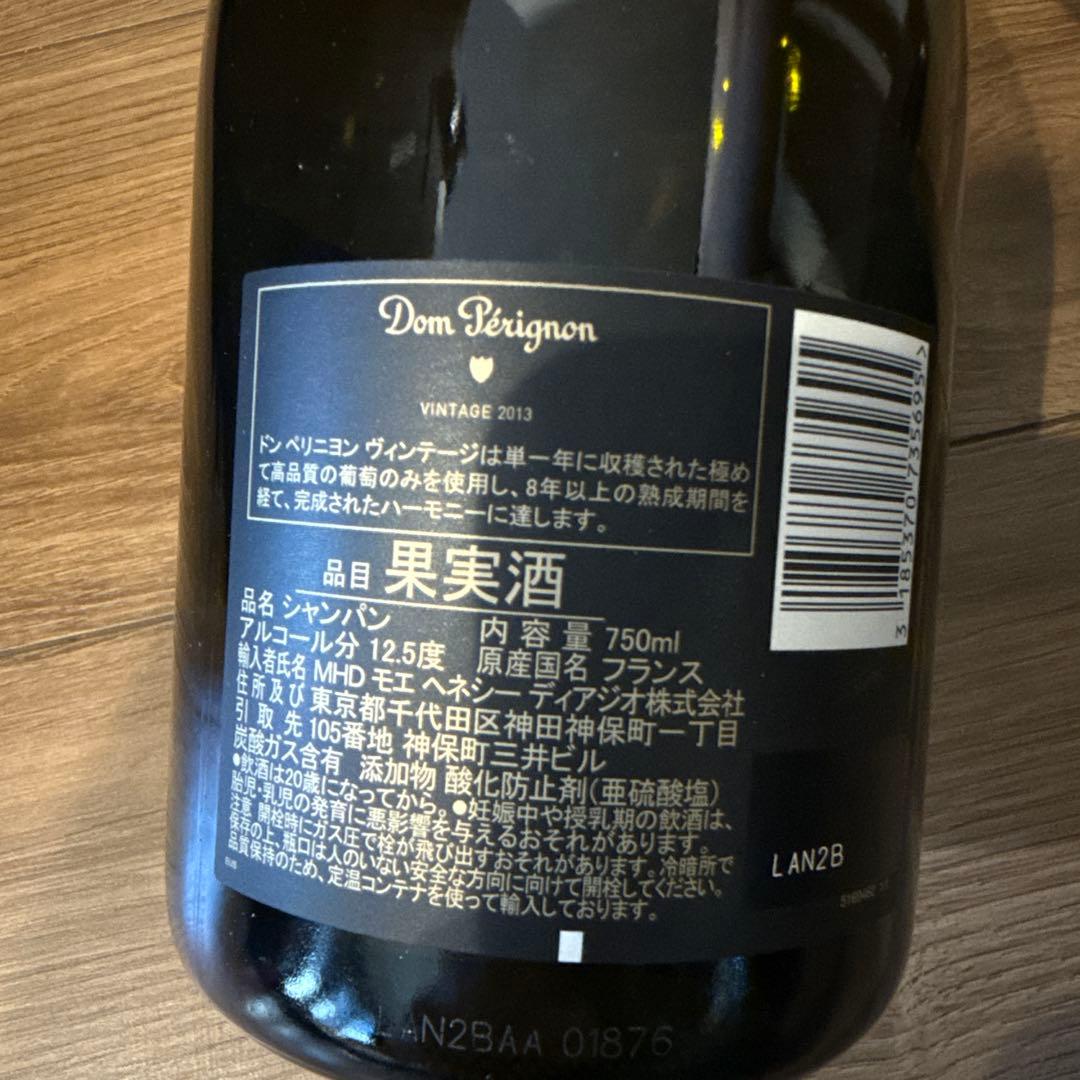 Dom Pérignon
VINTAGE 2013
ドン ペリニヨン ヴィンテージは単一年に収穫された極め
て高品質の葡萄のみを使用し、8年以上の熟成期間を
経て、完成されたハーモニーに達します。
品目 果実酒
品名 シャンパン 内容量 750ml
アルコール分 12.5度 原産国名 フランス
輸入者氏名 MHD モエ ヘネシー ディアジオ株式会社
住所及び 東京都千代田区神田神保町一丁目
引取先 105番地 神保町三井ビル
炭酸ガス含有 添加物 酸化防止剤(亜硫酸塩)
●飲酒は20歳になってから。●妊娠中や授乳期の飲酒は、
胎児・乳児の発育に悪影響を与えるおそれがあります。
注意 開栓時にガス圧で栓が飛び出すおそれがあります。冷暗所で
保存の上、瓶口は人のいない安全な方向に向けて開栓してください。
品質保持のため、定温コンテナを使って輸入しております。
3 185370 735695 >
LAN2B
LAN2BAA 01876